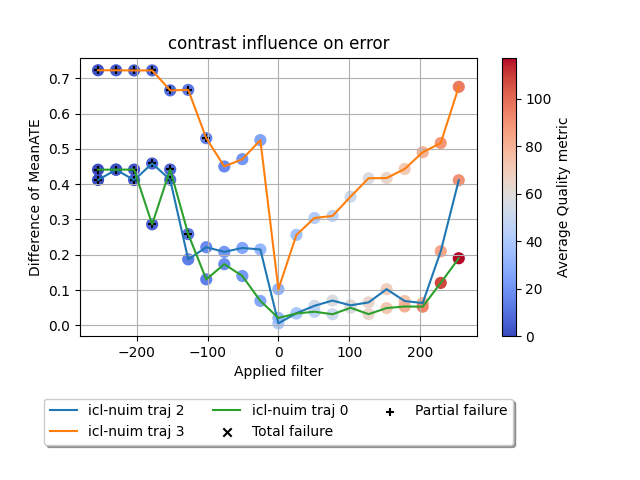 contrast influence on error
Difference of MeanATE
0.7
0.6
0.5
0.4
0.3
0.2
0.1
0.0
−200
−100
0
100
200
Applied filter
100
80
60
40
20
0
Average Quality metric
icl-nuim traj 2
icl-nuim traj 3
icl-nuim traj 0
Total failure
Partial failure